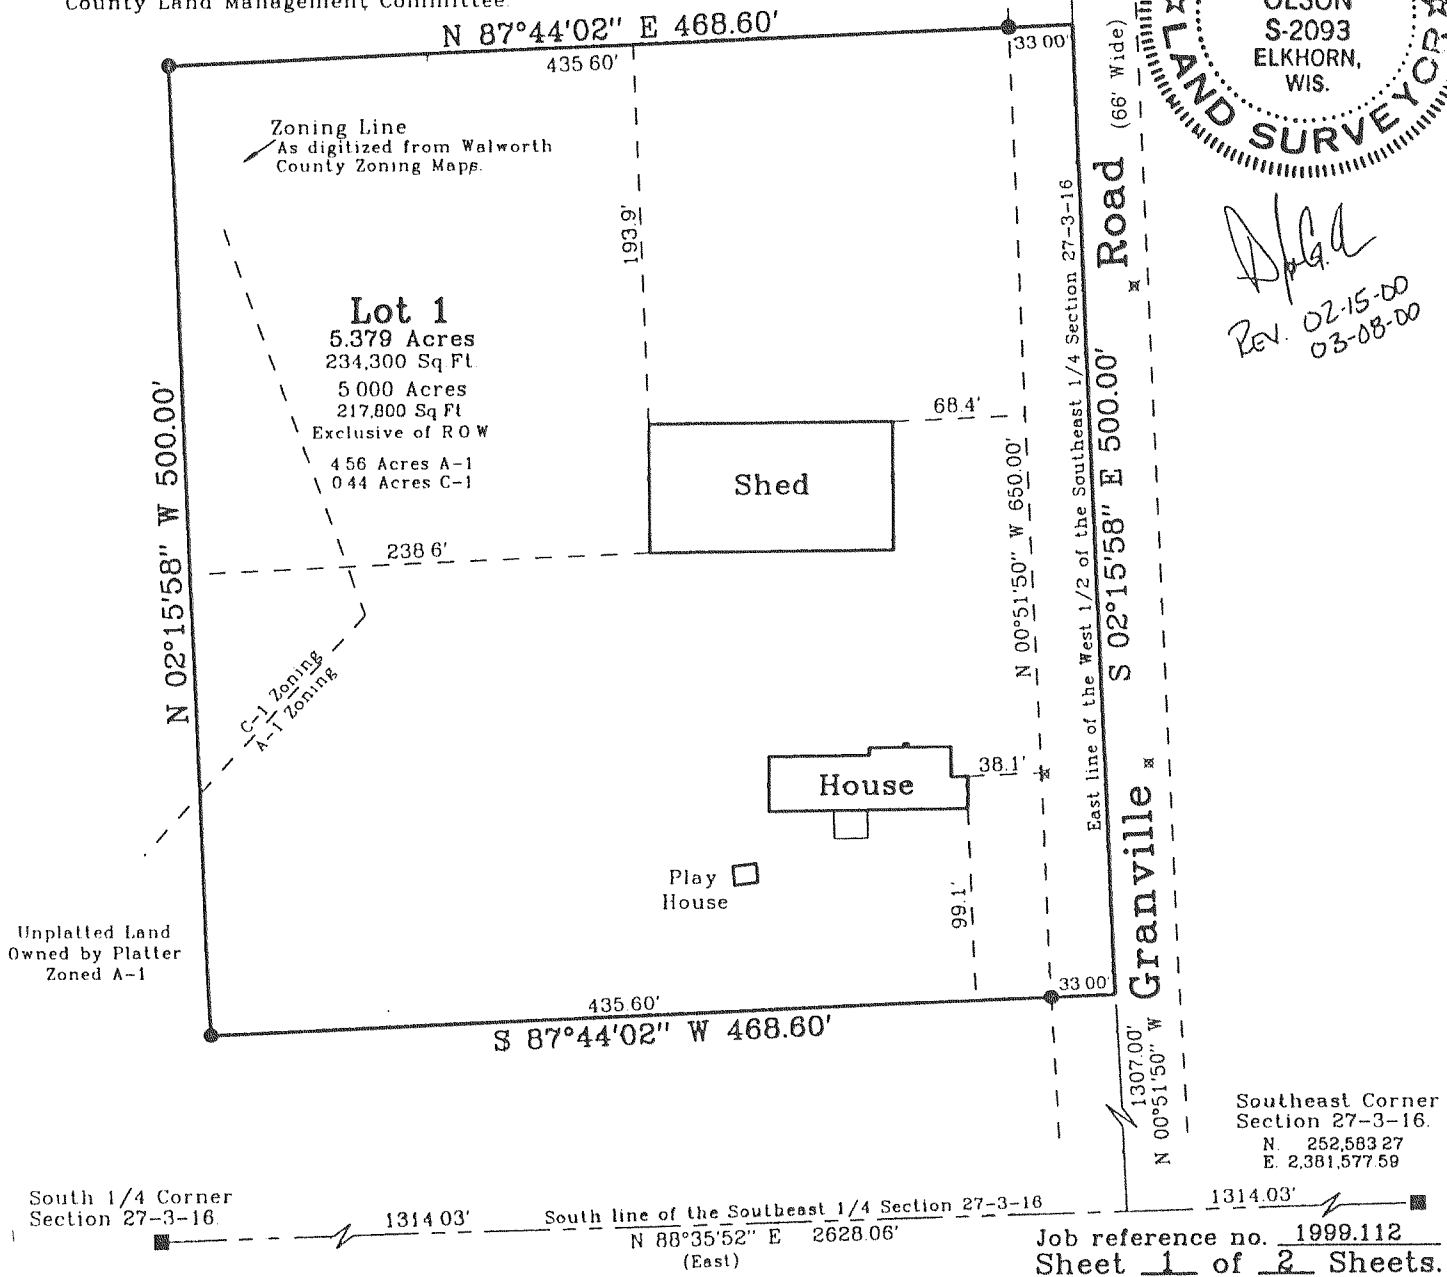 County Land Management Committee.
N 87°44'02" E 468.60'
435 60'
33 00'
Zoning Line
As digitized from Walworth
County Zoning Maps.
193.9'
Lot 1
5.379 Acres
234,300 Sq Ft.
5 000 Acres
217,800 Sq Ft
Exclusive of R O W
4 56 Acres A-1
0 44 Acres C-1
N 02°15'58" W 500.00'
238 6'
Shed
68.4'
N 00°51'50" W 650.00'
East line of the West 1/2 of the Southeast 1/4 Section 27-3-16
S 02°15'58" E 500.00'
Granville Road (66' Wide)
OLSON
S-2093
ELKHORN,
WIS.
LAND SURVEYOR
REV. 02-15-00
03-08-00
C-1 Zoning
A-1 Zoning
House
38.1'
99.1'
Play
House
Unplatted Land
Owned by Platter
Zoned A-1
435.60'
33 00'
S 87°44'02" W 468.60'
1307.00'
N 00°51'50" W
Southeast Corner
Section 27-3-16.
N. 252,583 27
E. 2,381,577 59
South 1/4 Corner
Section 27-3-16.
1314 03'
South line of the Southeast 1/4 Section 27-3-16
1314.03'
N 88°35'52" E 2628.06'
(East)
Job reference no. 1999.112
Sheet 1 of 2 Sheets.